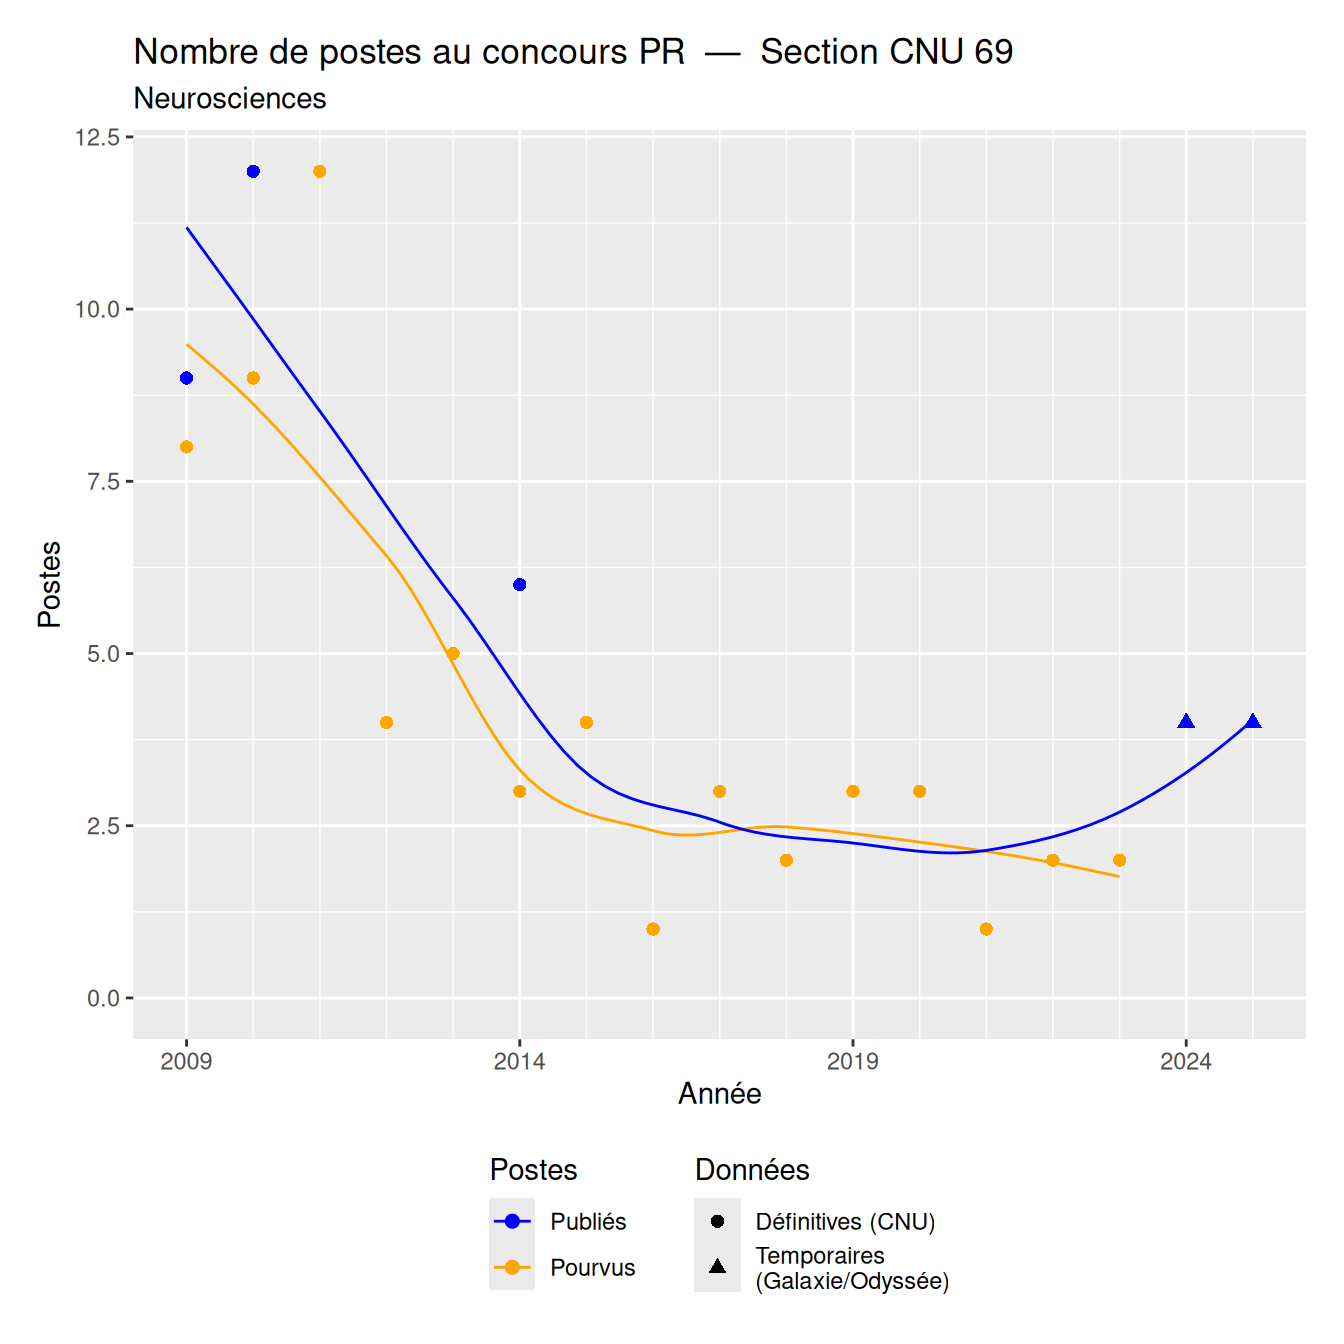 Nombre de postes au concours PR — Section CNU 69
Neurosciences
12.5
10.0
7.5
5.0
2.5
0.0
Postes
2009
2014
2019
2024
Année
Postes
Publiés
Pourvus
Données
Définitives (CNU)
Temporaires
(Galaxie/Odyssée)